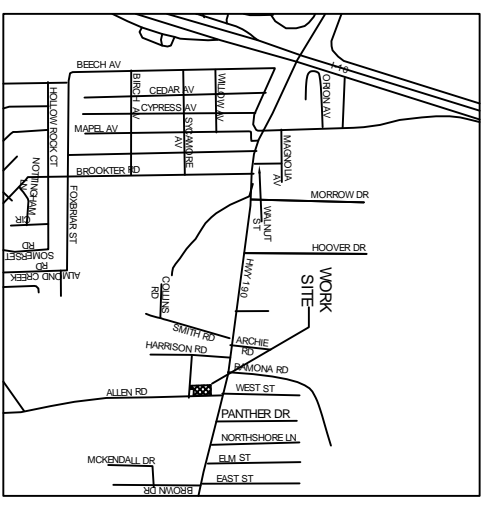 I-10
BEECH AV
BIRCH AV
WILLOW AV
ORION AV
CEDAR AV
HOLLOW ROCK CT
CYPRESS AV
MAPEL AV
SYCAMORE
AV
MAGNOLIA
AV
BROOKTER RD
NOTTINGHAM
LN
CIR
FOXBRIAR ST
MORROW DR
WALNUT
ST
SOMERSET
RD
HOOVER DR
ALMOND CREEK
RD
HWY 190
WORK
SITE
COLLINS
RD
SMITH RD
ARCHIE
RD
HARRISON RD
RAMONA RD
ALLEN RD
WEST ST
PANTHER DR
NORTHSHORE LN
MCKENDALL DR
ELM ST
EAST ST
BROWN DR